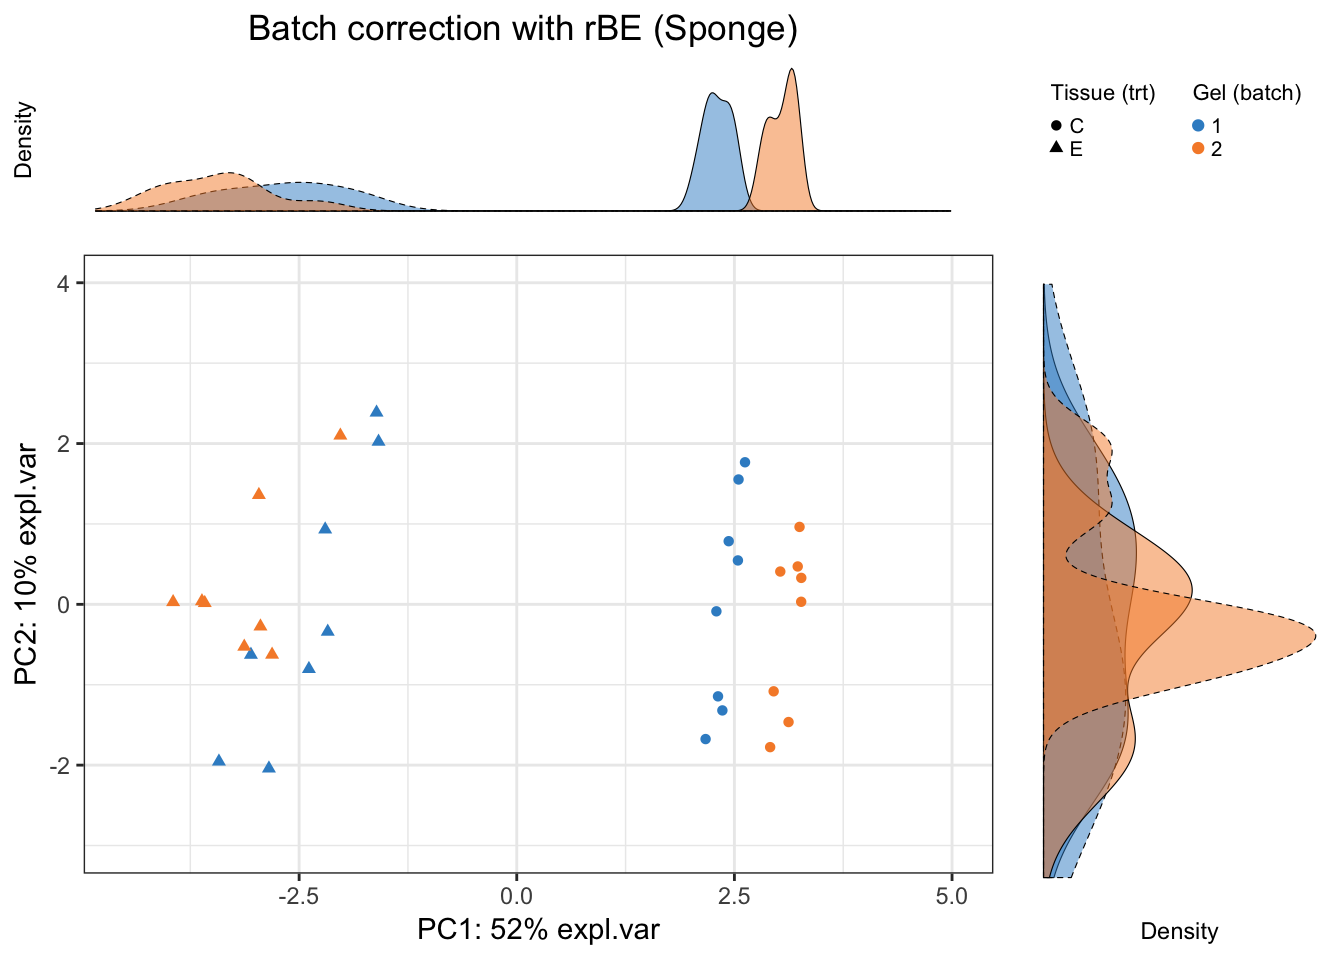 Batch correction with rBE (Sponge)
Density
Tissue (trt)
C
E
Gel (batch)
1
2
4
2
0
-2
PC2: 10% expl.var
-2.5
0.0
2.5
5.0
PC1: 52% expl.var
Density